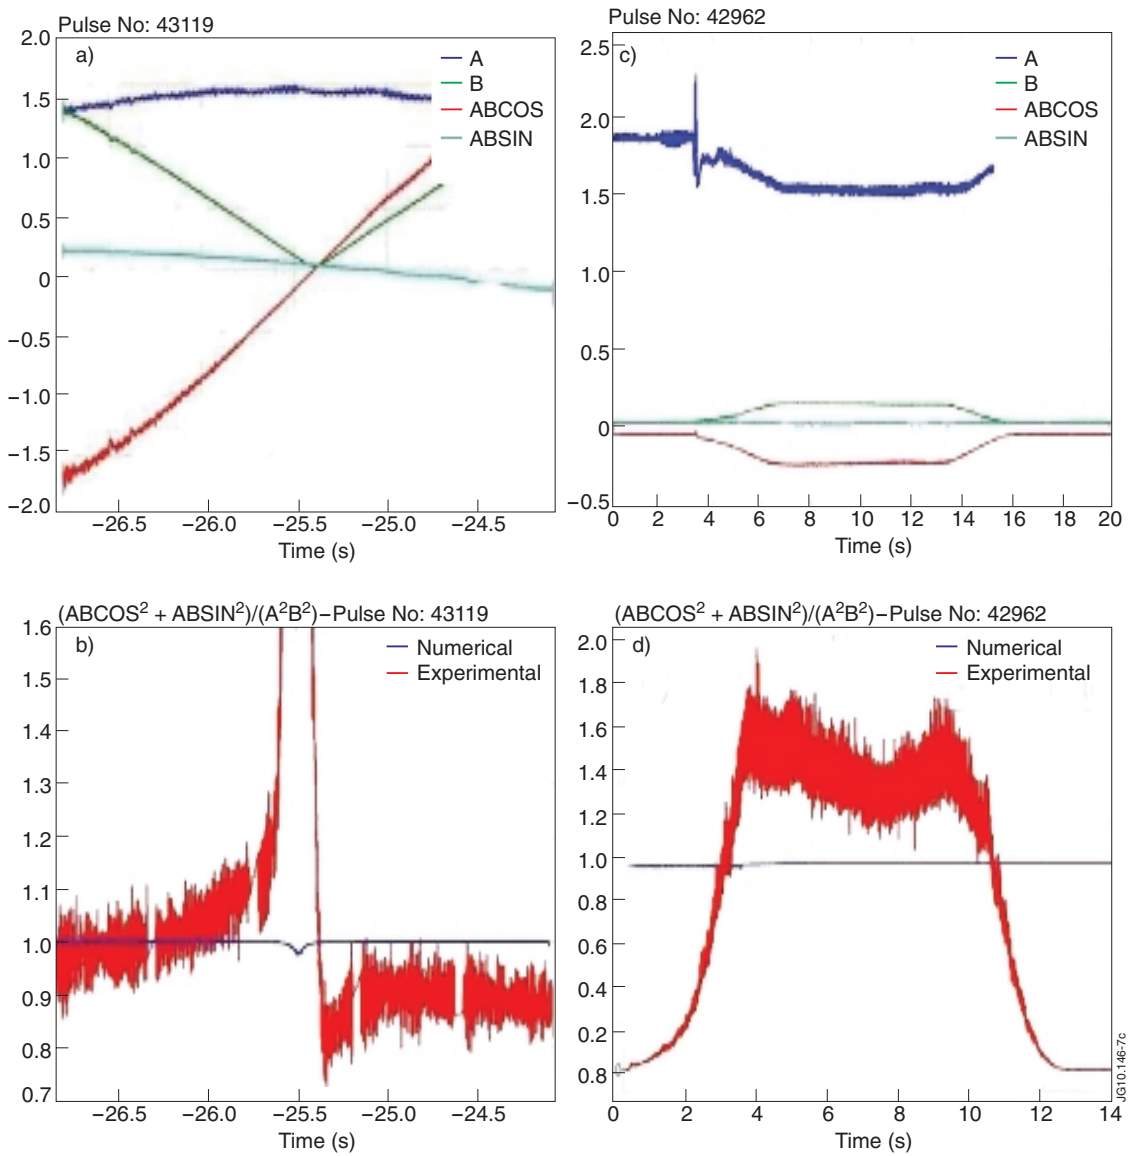 Pulse No: 43119
a)
A
B
ABCOS
ABSIN
2.0
1.5
1.0
0.5
0
−0.5
−1.0
−1.5
−2.0
−26.5 −26.0 −25.5 −25.0 −24.5
Time (s)
Pulse No: 42962
c)
A
B
ABCOS
ABSIN
2.5
2.0
1.5
1.0
0.5
0
−0.5
0 2 4 6 8 10 12 14 16 18 20
Time (s)
(ABCOS² + ABSIN²)/(A²B²)−Pulse No: 43119
b)
Numerical
Experimental
1.6
1.5
1.4
1.3
1.2
1.1
1.0
0.9
0.8
0.7
−26.5 −26.0 −25.5 −25.0 −24.5
Time (s)
(ABCOS² + ABSIN²)/(A²B²)−Pulse No: 42962
d)
Numerical
Experimental
2.0
1.8
1.6
1.4
1.2
1.0
0.8
0.6
0.4
0.2
0.8
0 2 4 6 8 10 12 14
Time (s)
JG10.146-7c